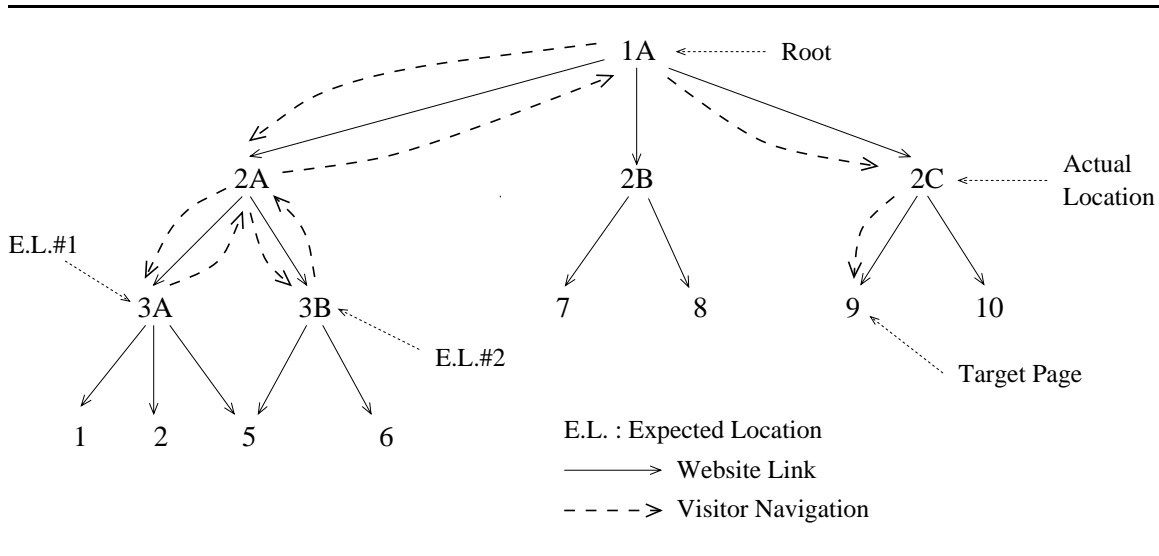 1A
Root
2A
2B
2C
Actual
Location
E.L.#1
3A
3B
7
8
9
10
E.L.#2
Target Page
1
2
5
6
E.L. : Expected Location
Website Link
Visitor Navigation